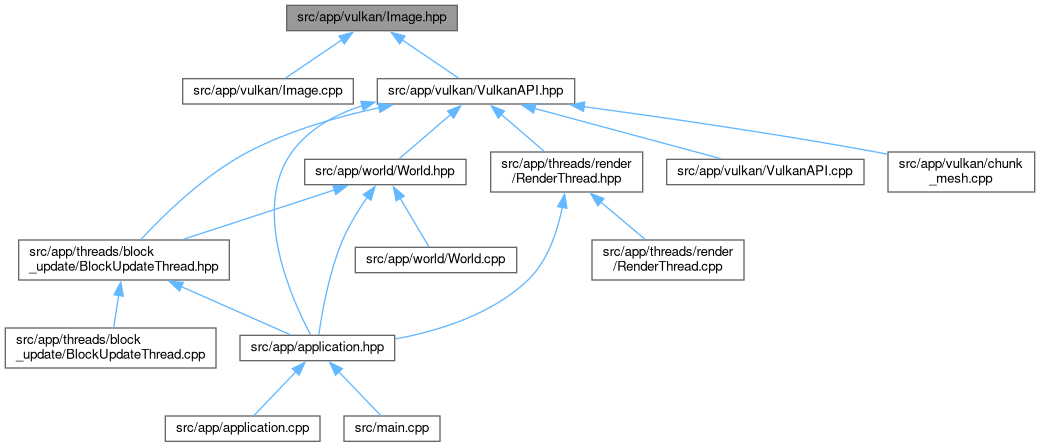 src/app/vulkan/Image.hpp
src/app/vulkan/Image.cpp
src/app/vulkan/VulkanAPI.hpp
src/app/world/World.hpp
src/app/threads/render
/RenderThread.hpp
src/app/vulkan/VulkanAPI.cpp
src/app/vulkan/chunk
_mesh.cpp
src/app/threads/block
_update/BlockUpdateThread.hpp
src/app/world/World.cpp
src/app/threads/render
/RenderThread.cpp
src/app/threads/block
_update/BlockUpdateThread.cpp
src/app/application.hpp
src/app/application.cpp
src/main.cpp